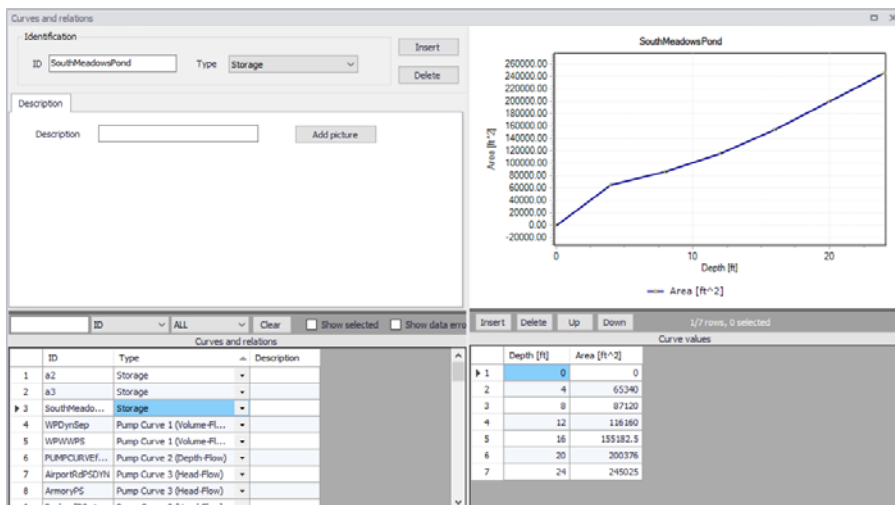 Curves and relations
Identification
ID SouthMeadowsPond Type Storage Insert
Delete
Description
Description Add picture
SouthMeadowsPond
260000.00
240000.00
220000.00
200000.00
180000.00
160000.00
140000.00
120000.00
100000.00
80000.00
60000.00
40000.00
20000.00
0.00
-20000.00
Area [ft^2]
0 10 20
Depth [ft]
Area [ft^2]
ID ALL Clear Show selected Show data erro
Curves and relations
ID Type Description
1 a2 Storage
2 a3 Storage
3 SouthMeado... Storage
4 WPDynSep Pump Curve 1 (Volume-Fl...
5 WPWWPS Pump Curve 1 (Volume-Fl...
6 PUMPCURVEf... Pump Curve 2 (Depth-Flow)
7 AirportRdPSDYN Pump Curve 3 (Head-Flow)
8 ArmoryPS Pump Curve 3 (Head-Flow)
Insert Delete Up Down 1/7 rows, 0 selected
Curve values
Depth [ft] Area [ft^2]
1 0 0
2 4 65340
3 8 87120
4 12 116160
5 16 155182.5
6 20 200376
7 24 245025